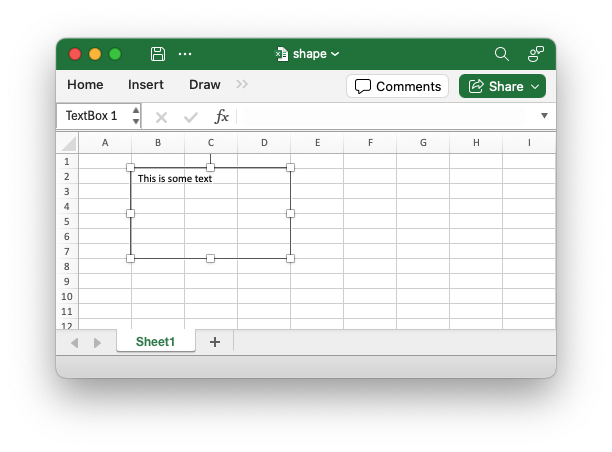 shape
Home Insert Draw Comments Share
TextBox 1 fx
A B C D E F G H I
1
2 This is some text
3
4
5
6
7
8
9
10
11
12
Sheet1 +